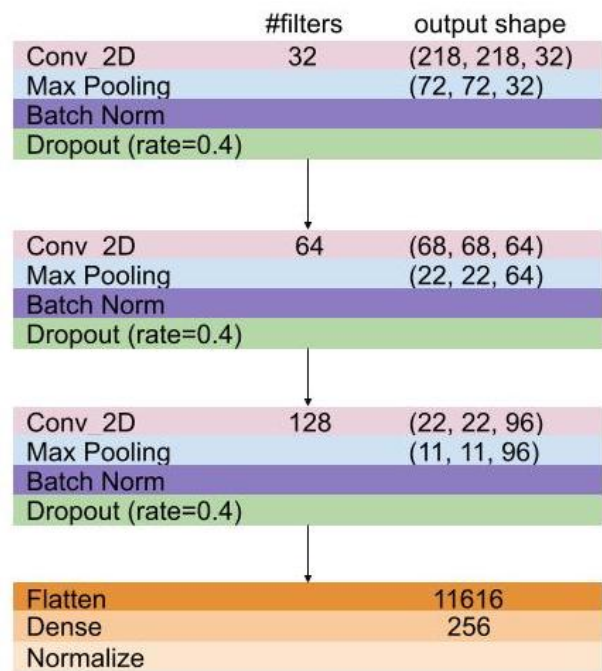 #filters output shape
Conv_2D 32 (218, 218, 32)
Max Pooling (72, 72, 32)
Batch Norm
Dropout (rate=0.4)
Conv_2D 64 (68, 68, 64)
Max Pooling (22, 22, 64)
Batch Norm
Dropout (rate=0.4)
Conv_2D 128 (22, 22, 96)
Max Pooling (11, 11, 96)
Batch Norm
Dropout (rate=0.4)
Flatten 11616
Dense 256
Normalize